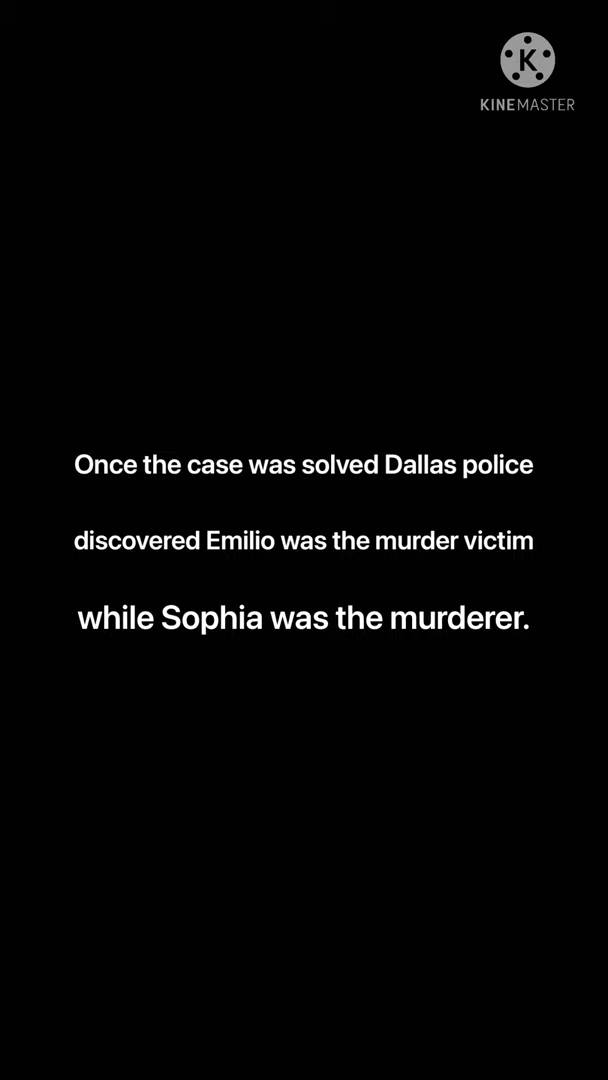 K
KINEMASTER
Once the case was solved Dallas police
discovered Emilio was the murder victim
while Sophia was the murderer.